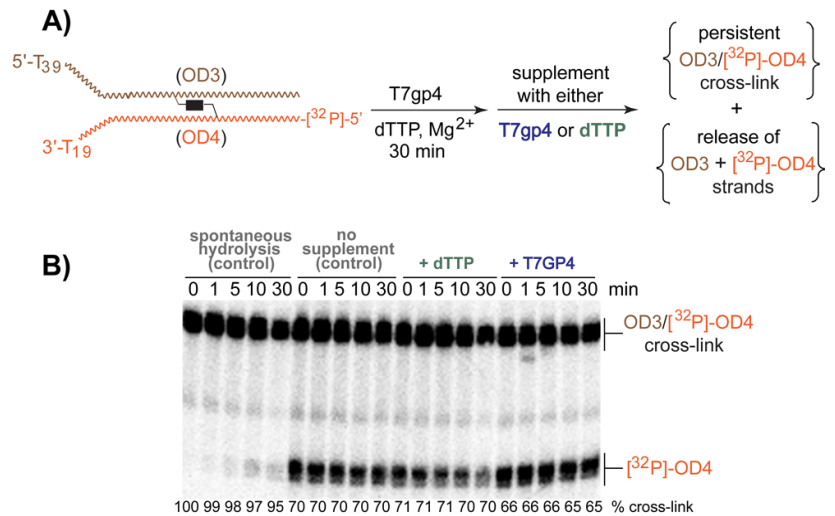 A)
5'-T39
(OD3)
(OD4)
-[32P]-5'
3'-T19
T7gp4
dTTP, Mg2+
30 min
supplement
with either
T7gp4 or dTTP
persistent
OD3/[32P]-OD4
cross-link
+
release of
OD3 + [32P]-OD4
strands
B)
spontaneous
hydrolysis
(control)
no
supplement
(control)
+ dTTP
+ T7GP4
0 1 5 10 30 0 1 5 10 30 0 1 5 10 30 0 1 5 10 30 min
OD3/[32P]-OD4
cross-link
[32P]-OD4
100 99 98 97 95 70 70 70 70 70 71 71 71 70 70 66 66 66 65 65 % cross-link